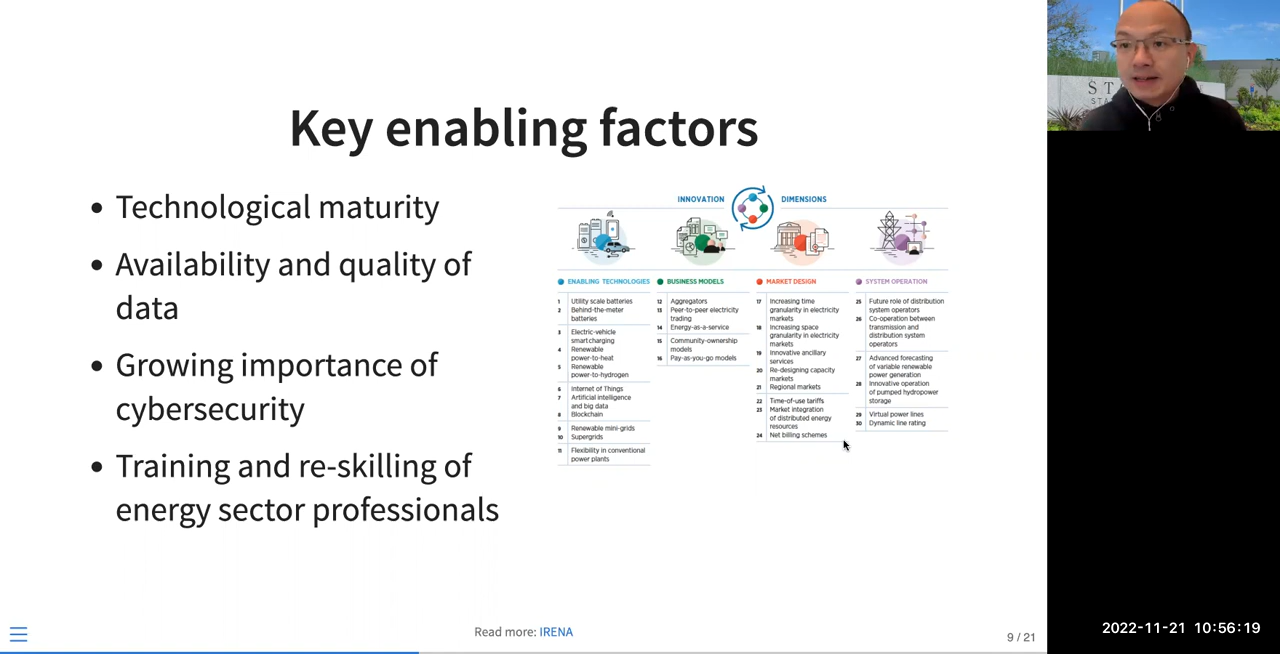 Key enabling factors
Technological maturity
Availability and quality of
data
Growing importance of
cybersecurity
Training and re-skilling of
energy sector professionals
INNOVATION DIMENSIONS
ENABLING TECHNOLOGIES
1 Utility scale batteries
2 Behind-the-meter
batteries
3 Electric-vehicle
smart charging
4 Renewable
power-to-heat
5 Renewable
power-to-hydrogen
6 Internet of Things
7 Artificial intelligence
and big data
8 Blockchain
9 Renewable mini-grids
10 Supergrids
11 Flexibility in conventional
power plants
BUSINESS MODELS
12 Aggregators
13 Peer-to-peer electricity
trading
14 Energy-as-a-service
15 Community-ownership
models
16 Pay-as-you-go models
MARKET DESIGN
17 Increasing time
granularity in electricity
markets
18 Increasing space
granularity in electricity
markets
19 Innovative ancillary
services
20 Re-designing capacity
markets
21 Regional markets
22 Time-of-use tariffs
23 Market integration
of distributed energy
resources
24 Net billing schemes
SYSTEM OPERATION
25 Future role of distribution
system operators
26 Co-operation between
transmission and
distribution system
operators
27 Advanced forecasting
of variable renewable
power generation
28 Innovative operation
of pumped hydropower
storage
29 Virtual power lines
30 Dynamic line rating
Read more: IRENA
9 / 21
2022-11-21 10:56:19